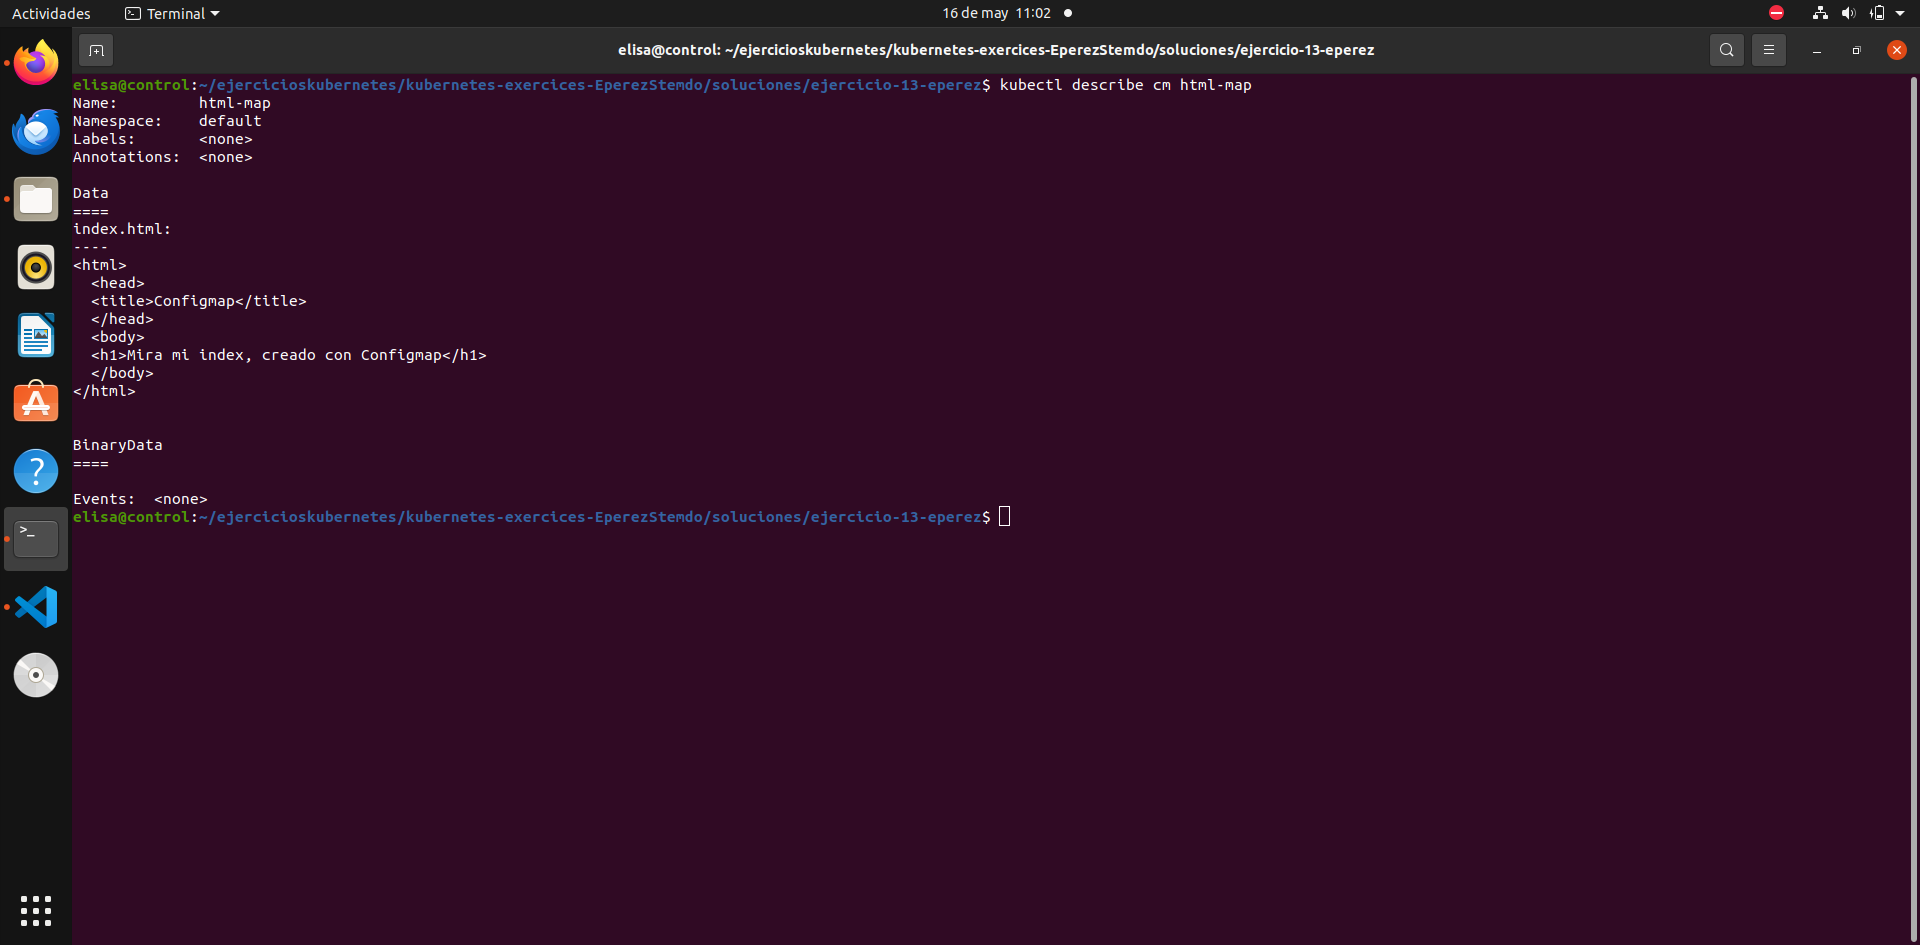 Actividades Terminal 16 de may 11:02
elisa@control: ~/ejercicioskubernetes/kubernetes-exercices-EperezStemdo/soluciones/ejercicio-13-eperez
elisa@control:~/ejercicioskubernetes/kubernetes-exercices-EperezStemdo/soluciones/ejercicio-13-eperez$ kubectl describe cm html-map
Name:         html-map
Namespace:    default
Labels:       <none>
Annotations:  <none>

Data
====
index.html:
----
<html>
  <head>
  <title>Configmap</title>
  </head>
  <body>
  <h1>Mira mi index, creado con Configmap</h1>
  </body>
</html>


BinaryData
====

Events:  <none>
elisa@control:~/ejercicioskubernetes/kubernetes-exercices-EperezStemdo/soluciones/ejercicio-13-eperez$